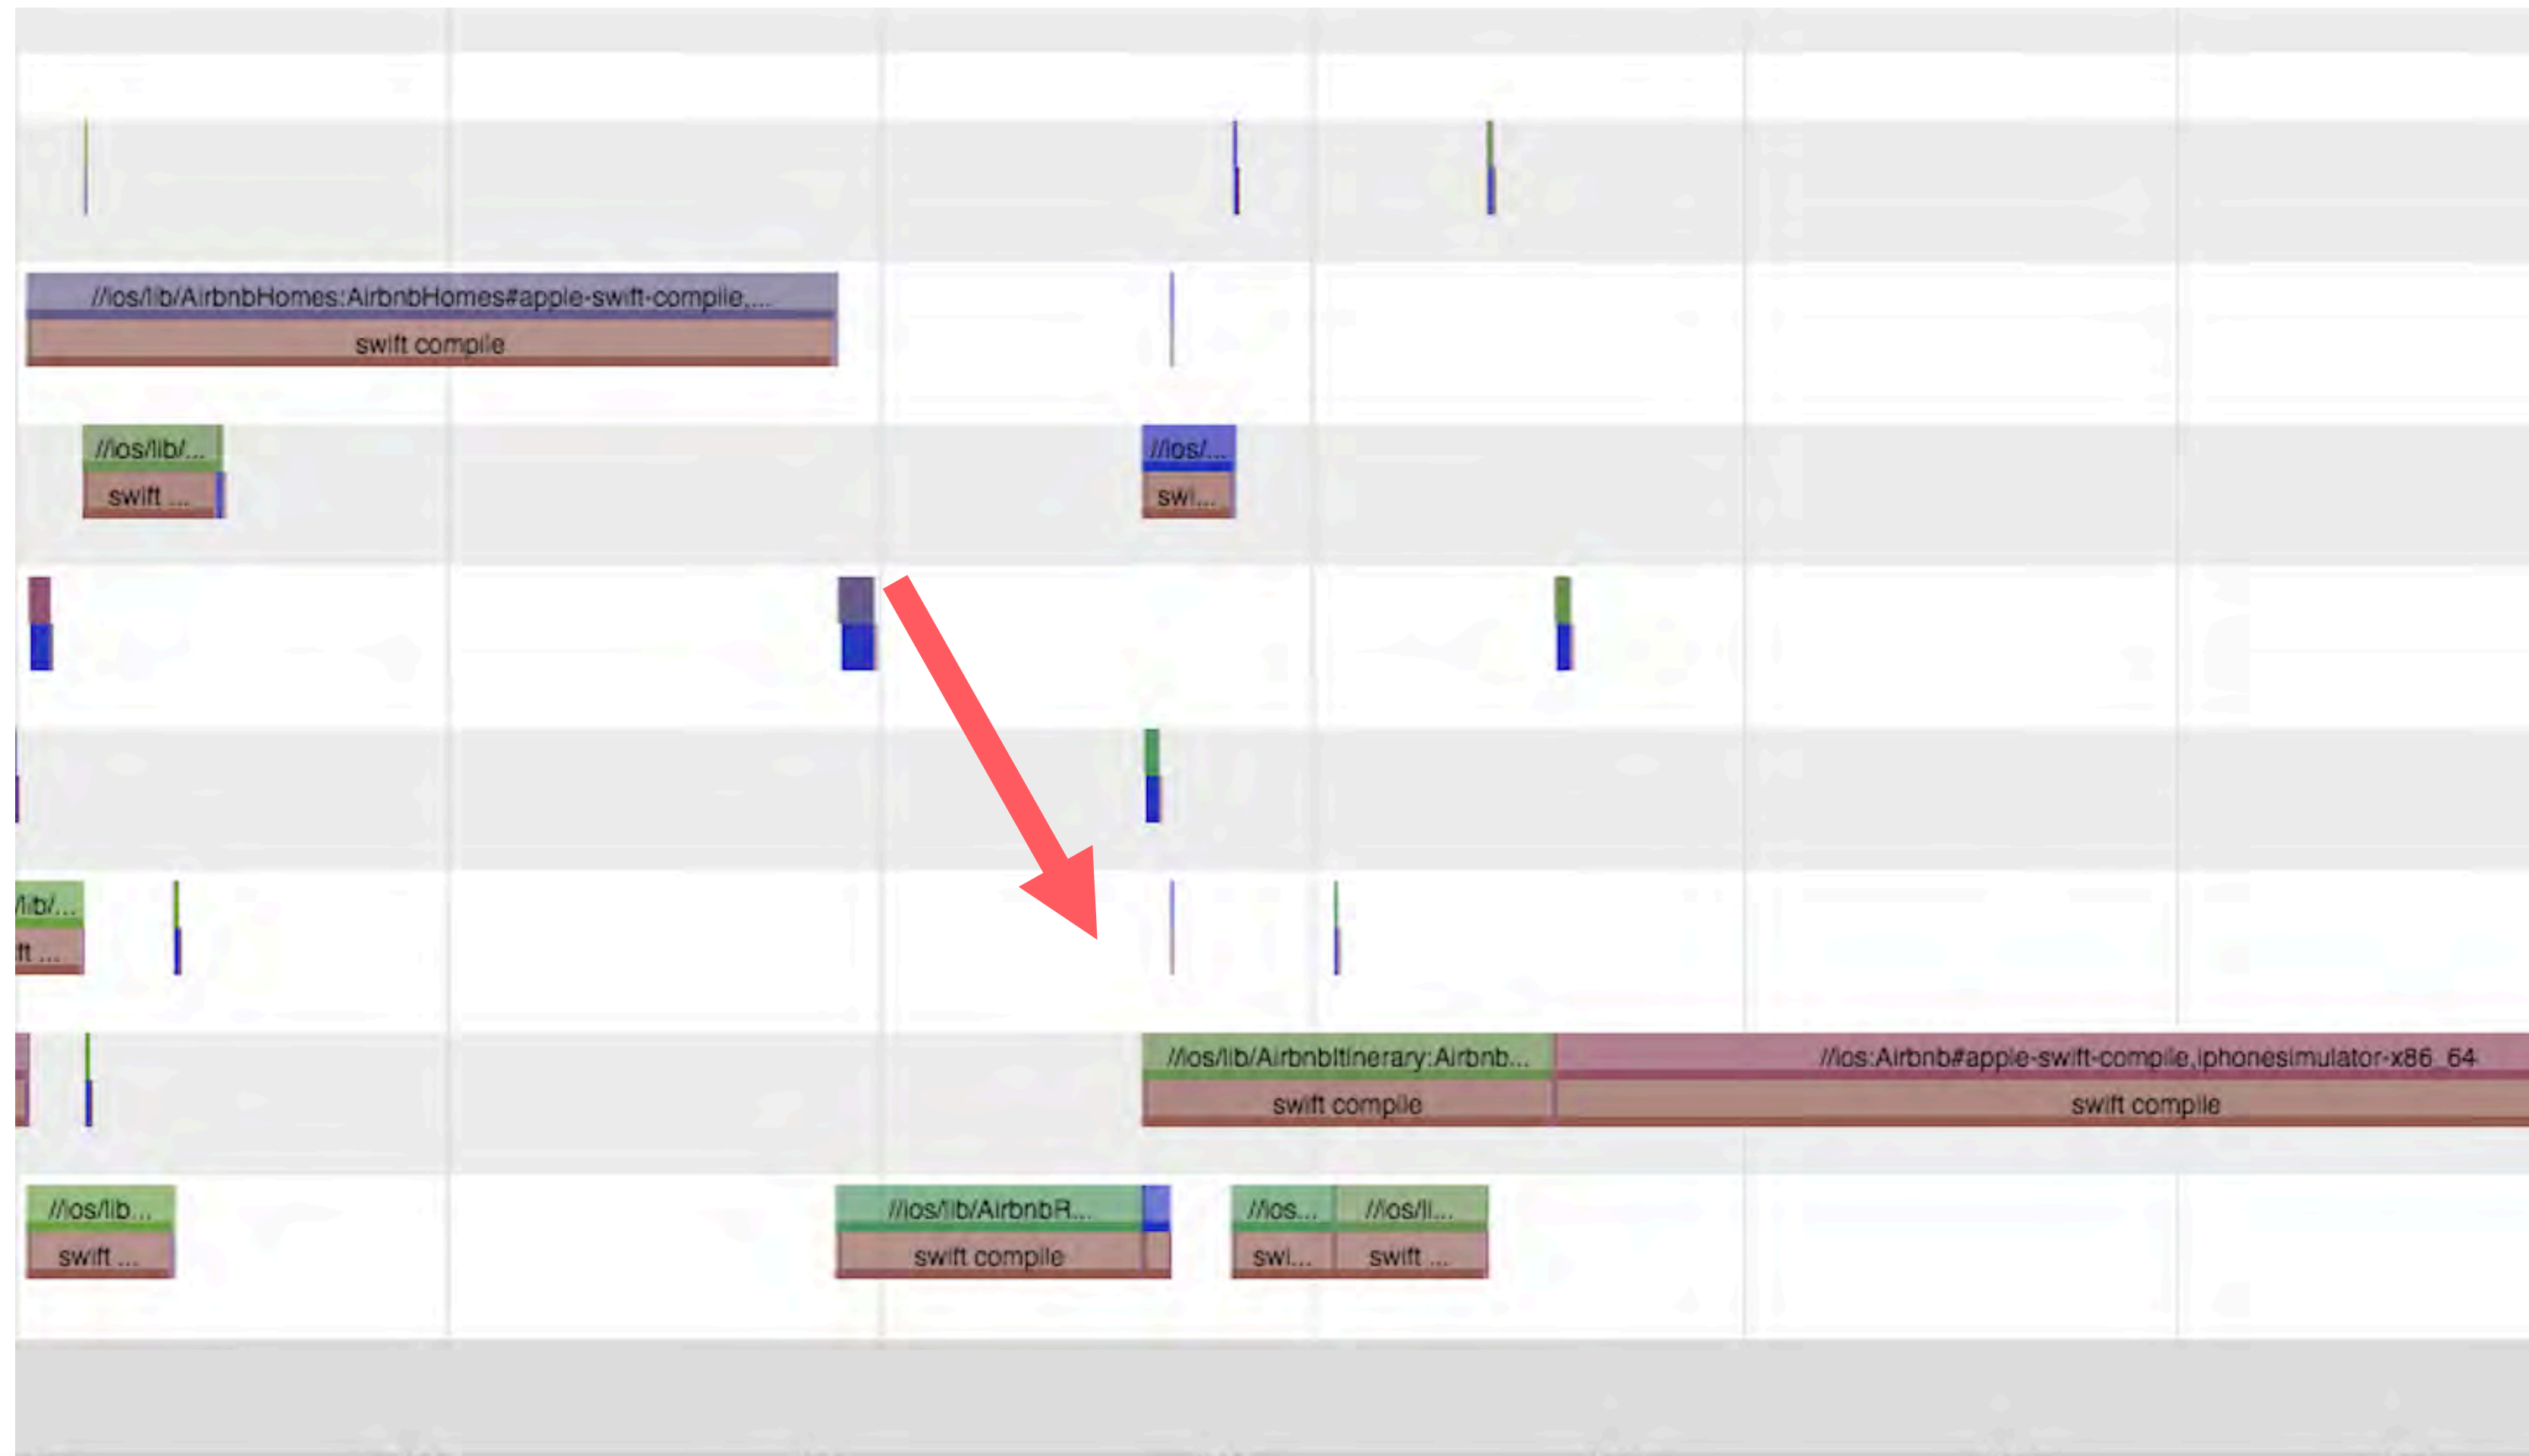 //ios/lib/AirbnbHomes:AirbnbHomes#apple-swift-compile,...
swift compile
//ios/lib/...
swift ...
//ios/...
swi...
/lib/...
ft ...
//ios/lib/AirbnbItinerary:Airbnb...
swift compile
//ios:Airbnb#apple-swift-compile,iphonesimulator-x86_64
swift compile
//ios/lib...
swift ...
//ios/lib/AirbnbR...
swift compile
//ios...
swi...
//ios/li...
swift ...